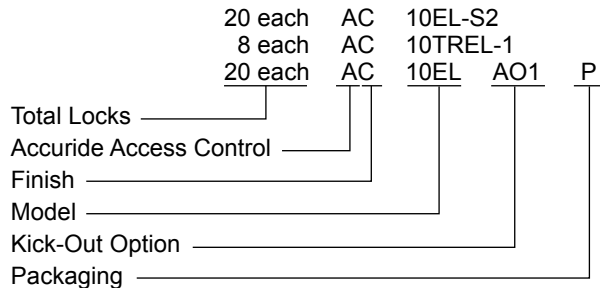 20 each AC 10EL-S2
8 each AC 10TREL-1
20 each AC 10EL AO1 P
Total Locks
Accuride Access Control
Finish
Model
Kick-Out Option
Packaging